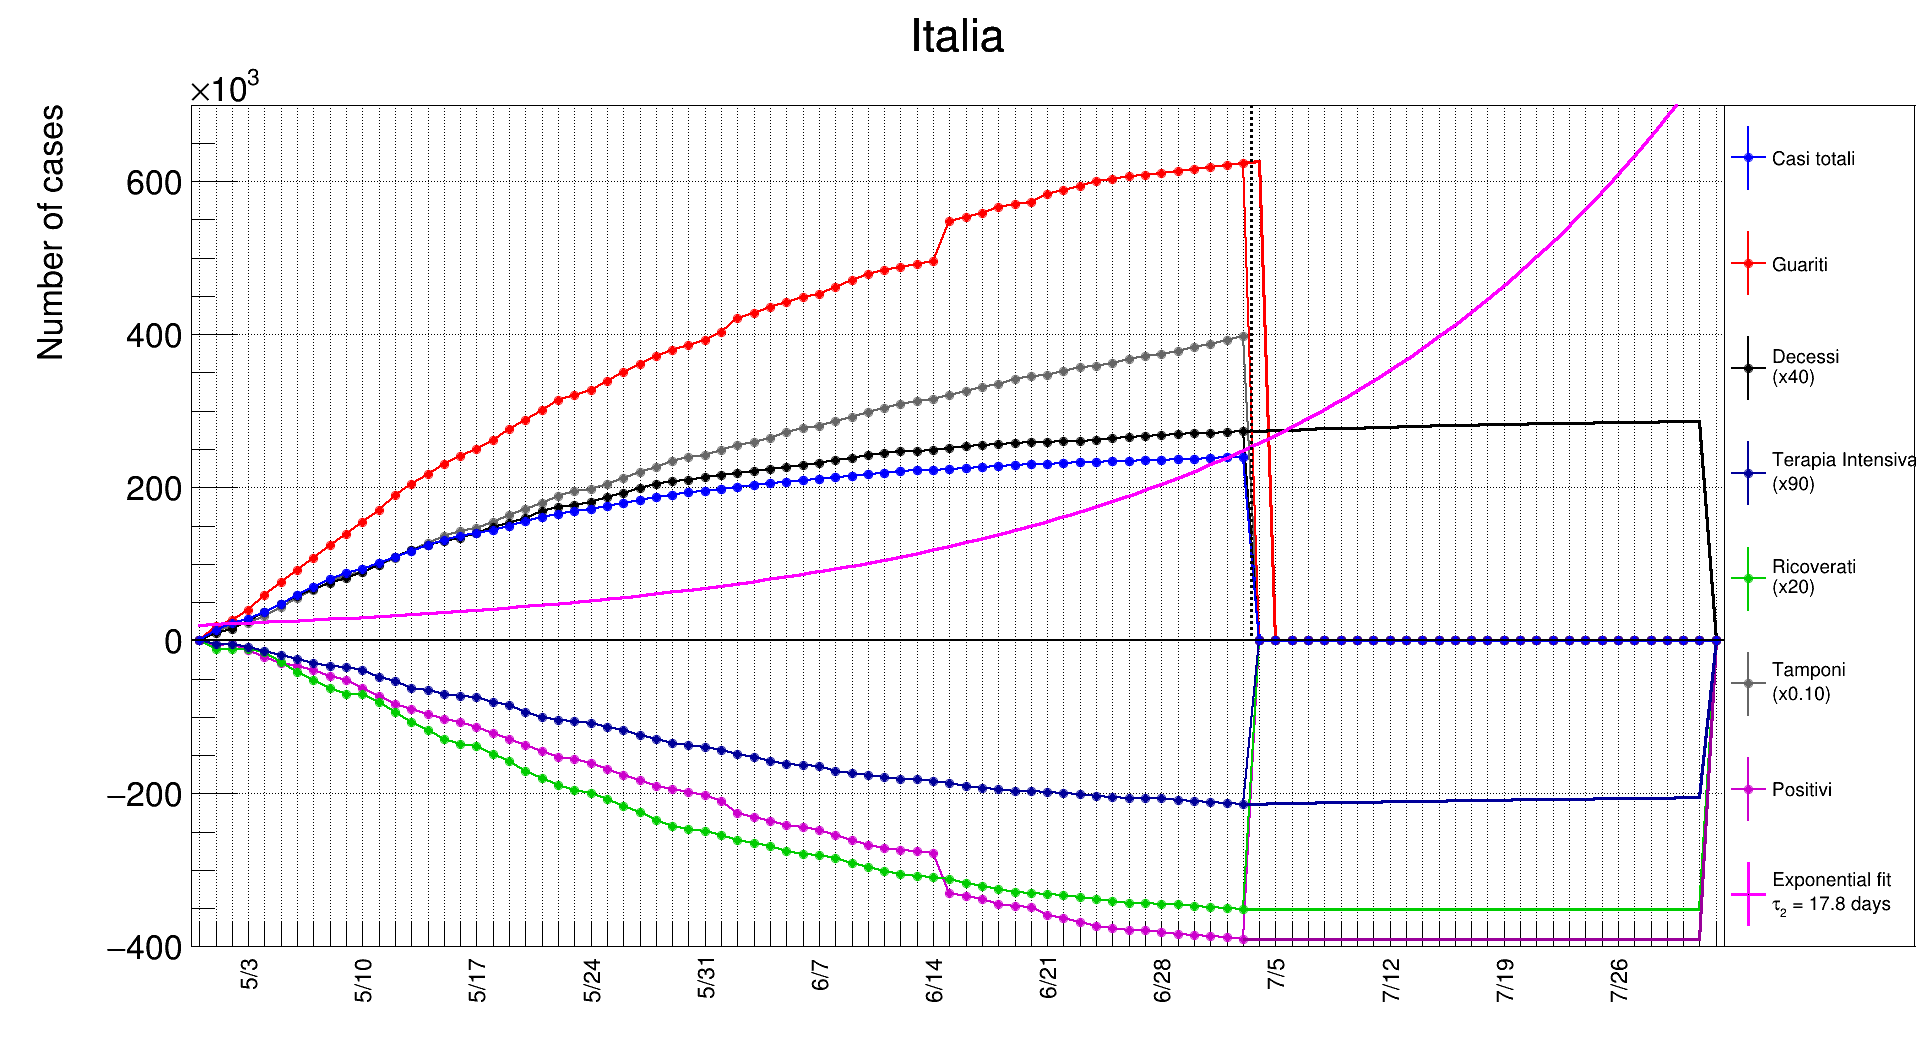 Italia
×10³
Number of cases
600
400
200
0
−200
−400
5/3
5/10
5/17
5/24
5/31
6/7
6/14
6/21
6/28
7/5
7/12
7/19
7/26
Casi totali
Guariti
Decessi
(x40)
Terapia Intensiva
(x90)
Ricoverati
(x20)
Tamponi
(x0.10)
Positivi
Exponential fit
τ₂ = 17.8 days